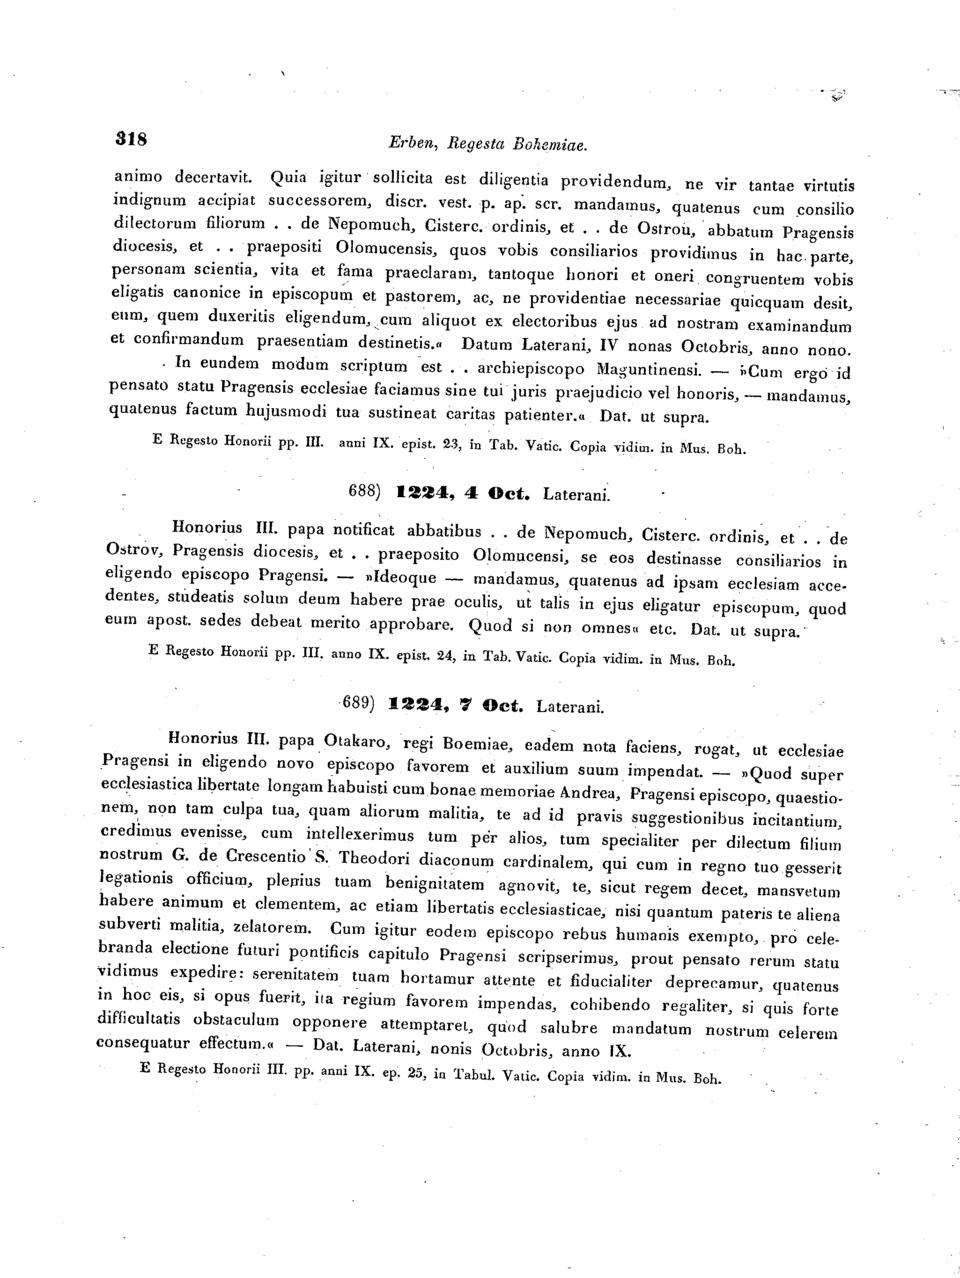 318 Erben, Regesta Bohemiae.
animo decertavit. Quia igitur sollicita est diligentia providendum, ne vir tantae virtutis
indignum accipiat successorem, discr. vest. p. ap. scr. mandamus, quatenus cum consilio
dilectorum filiorum . . de Nepomuch, Cisterc. ordinis, et . . de Ostrou, abbatum Pragensis
diocesis, et . . praepositi Olomucensis, quos vobis consiliarios providimus in hac parte,
personam scientia, vita et fama praeclaram, tantoque honori et oneri congruentem vobis
eligatis canonice in episcopum et pastorem, ac, ne providentiae necessariae quicquam desit,
eum, quem duxeritis eligendum, cum aliquot ex electoribus ejus ad nostram examinandum
et confirmandum praesentiam destinetis.« Datum Laterani, IV nonas Octobris, anno nono.
In eundem modum scriptum est . . archiepiscopo Maguntinensi. — »Cum ergo id
pensato statu Pragensis ecclesiae faciamus sine tui juris praejudicio vel honoris, — mandamus,
quatenus factum hujusmodi tua sustineat caritas patienter.« Dat. ut supra.
E Regesto Honorii pp. III. anni IX. epist. 23, in Tab. Vatic. Copia vidim. in Mus. Boh.
688) 1224, 4 Oct. Laterani.
Honorius III. papa notificat abbatibus . . de Nepomuch, Cisterc. ordinis, et . . de
Ostrov, Pragensis diocesis, et . . praeposito Olomucensi, se eos destinasse consiliarios in
eligendo episcopo Pragensi. — »Ideoque — mandamus, quatenus ad ipsam ecclesiam acce-
dentes, studeatis solum deum habere prae oculis, ut talis in ejus eligatur episcopum, quod
eum apost. sedes debeat merito approbare. Quod si non omnes« etc. Dat. ut supra.
E Regesto Honorii pp. III. anno IX. epist. 24, in Tab. Vatic. Copia vidim. in Mus. Boh.
689) 1224, 7 Oct. Laterani.
Honorius III. papa Otakaro, regi Boemiae, eadem nota faciens, rogat, ut ecclesiae
Pragensi in eligendo novo episcopo favorem et auxilium suum impendat. — »Quod super
ecclesiastica libertate longam habuisti cum bonae memoriae Andrea, Pragensi episcopo, quaestio-
nem, non tam culpa tua, quam aliorum malitia, te ad id pravis suggestionibus incitantium,
credimus evenisse, cum intellexerimus tum per alios, tum specialiter per dilectum filium
nostrum G. de Crescentio S. Theodori diaconum cardinalem, qui cum in regno tuo gesserit
legationis officium, plenius tuam benignitatem agnovit, te, sicut regem decet, mansvetum
habere animum et clementem, ac etiam libertatis ecclesiasticae, nisi quantum pateris te aliena
subverti malitia, zelatorem. Cum igitur eodem episcopo rebus humanis exempto, pro cele-
branda electione futuri pontificis capitulo Pragensi scripserimus, prout pensato rerum statu
vidimus expedire: serenitatem tuam hortamur attente et fiducialiter deprecamur, quatenus
in hoc eis, si opus fuerit, ita regium favorem impendas, cohibendo regaliter, si quis forte
difficultatis obstaculum opponere attemptaret, quod salubre mandatum nostrum celerem
consequatur effectum.« — Dat. Laterani, nonis Octobris, anno IX.
E Regesto Honorii III. pp. anni IX. ep. 25, in Tabul. Vatic. Copia vidim. in Mus. Boh.